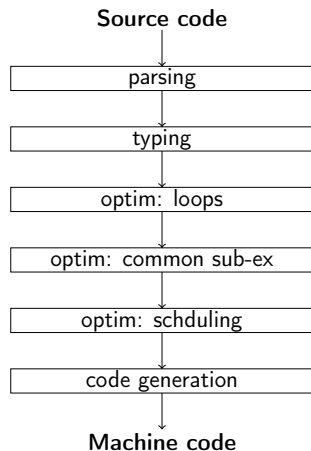 Source code
parsing
typing
optim: loops
optim: common sub-ex
optim: schduling
code generation
Machine code